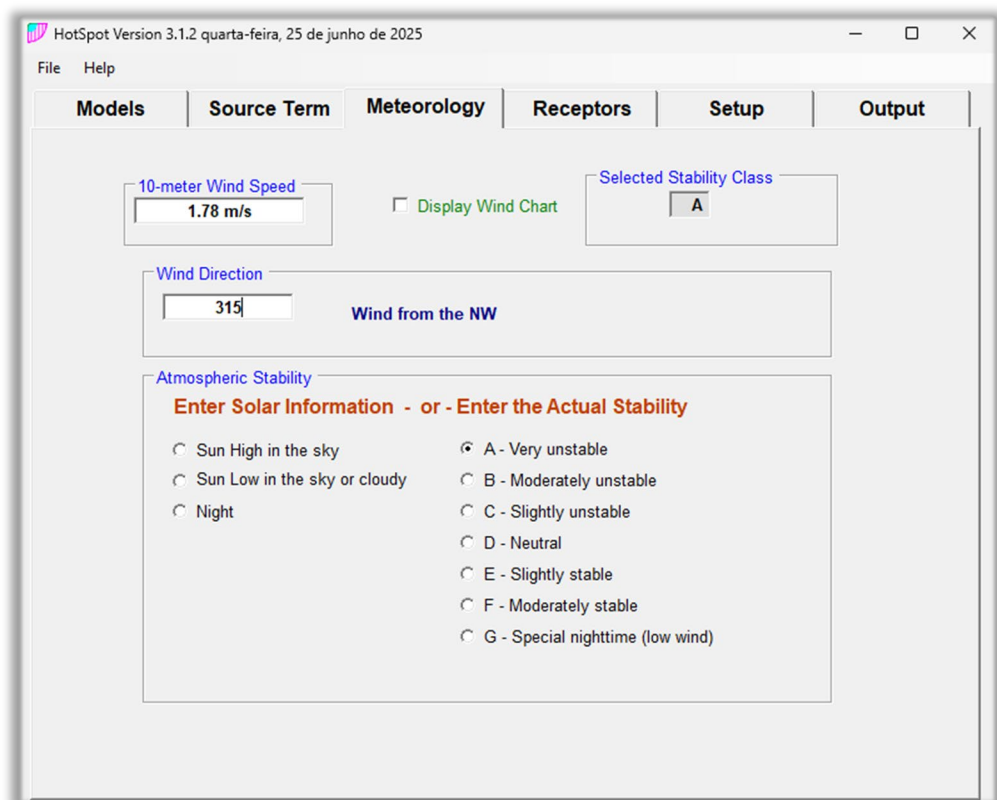 HotSpot Version 3.1.2 quarta-feira, 25 de junho de 2025
File Help
Models Source Term Meteorology Receptors Setup Output
10-meter Wind Speed
1.78 m/s
Display Wind Chart
Selected Stability Class
A
Wind Direction
315
Wind from the NW
Atmospheric Stability
Enter Solar Information - or - Enter the Actual Stability
Sun High in the sky
Sun Low in the sky or cloudy
Night
A - Very unstable
B - Moderately unstable
C - Slightly unstable
D - Neutral
E - Slightly stable
F - Moderately stable
G - Special nighttime (low wind)